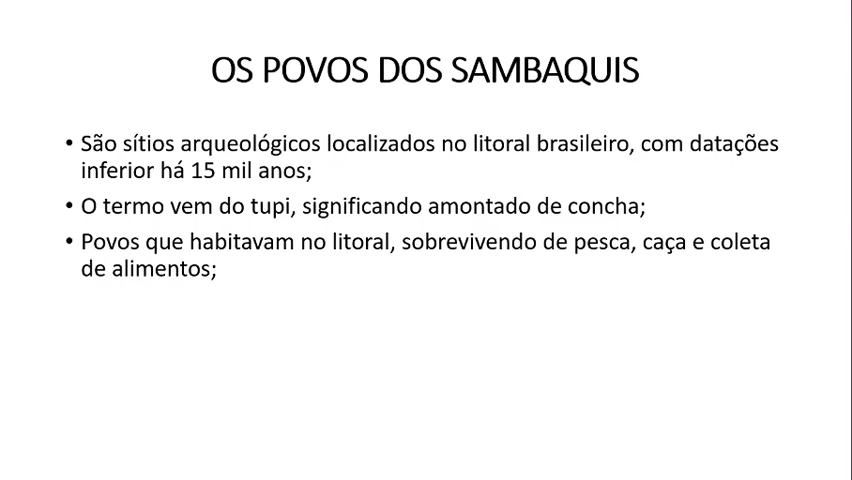 OS POVOS DOS SAMBAQUIS
• São sítios arqueológicos localizados no litoral brasileiro, com datações
inferior há 15 mil anos;
• O termo vem do tupi, significando amontado de concha;
• Povos que habitavam no litoral, sobrevivendo de pesca, caça e coleta
de alimentos;